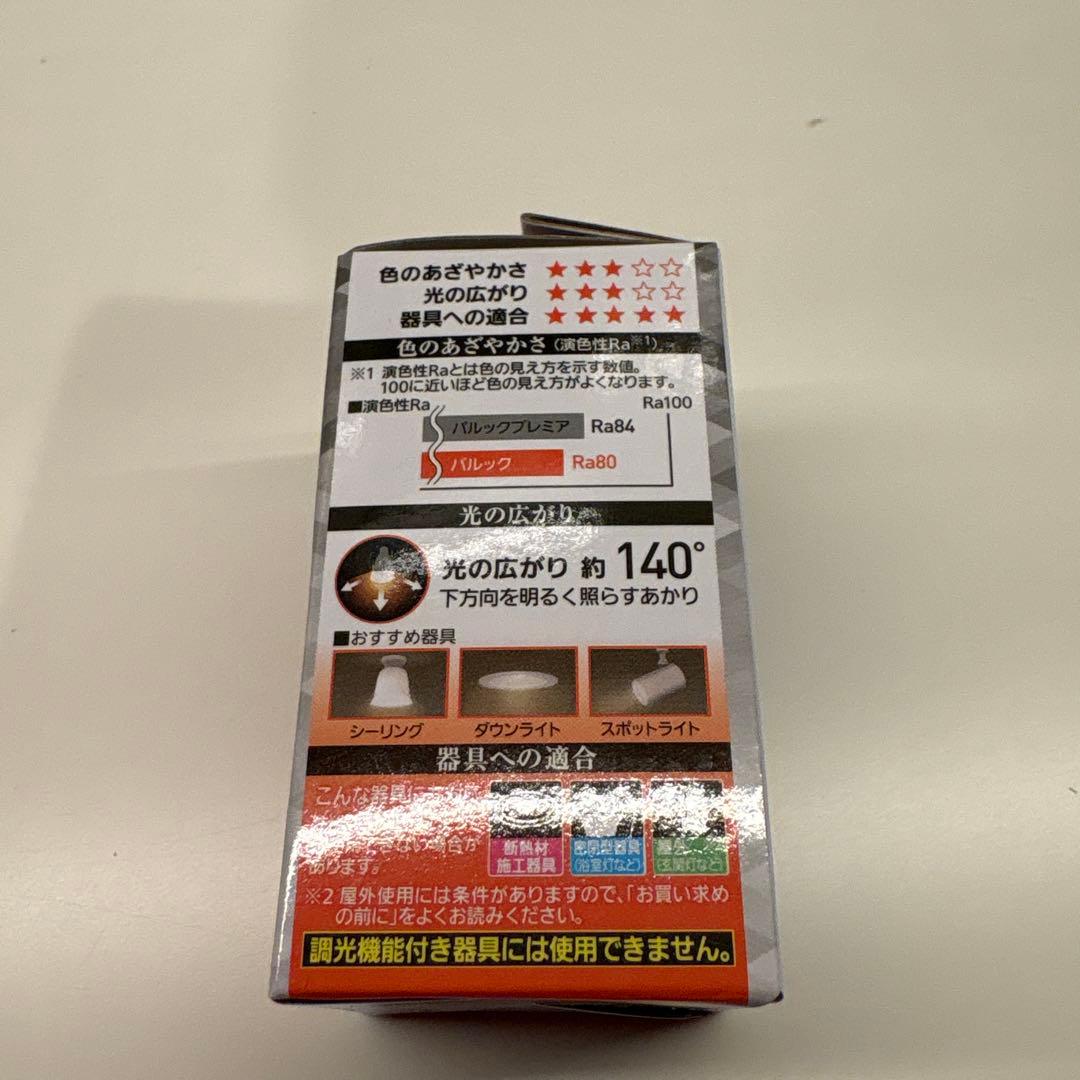 色のあざやかさ ★★★☆☆
光の広がり ★★★☆☆
器具への適合 ★★★★★
色のあざやかさ(演色性Ra※1)
※1 演色性Raとは色の見え方を示す数値。
100に近いほど色の見え方がよくなります。
■演色性Ra Ra100
パルックプレミア Ra84
パルック Ra80
光の広がり
光の広がり 約140°
下方向を明るく照らすあかり
■おすすめ器具
シーリング ダウンライト スポットライト
器具への適合
こんな器具に
きない場合が
あります。
断熱材
施工器具
密閉型器具
(浴室灯など)
(玄関灯など)
※2 屋外使用には条件がありますので、「お買い求め
の前に」をよくお読みください。
調光機能付き器具には使用できません。